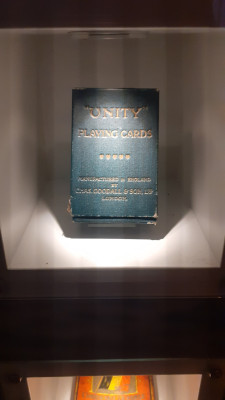 "UNITY"
PLAYING CARDS
MANUFACTURED IN ENGLAND
BY
CHAS GOODALL & SON, LTD
LONDON.